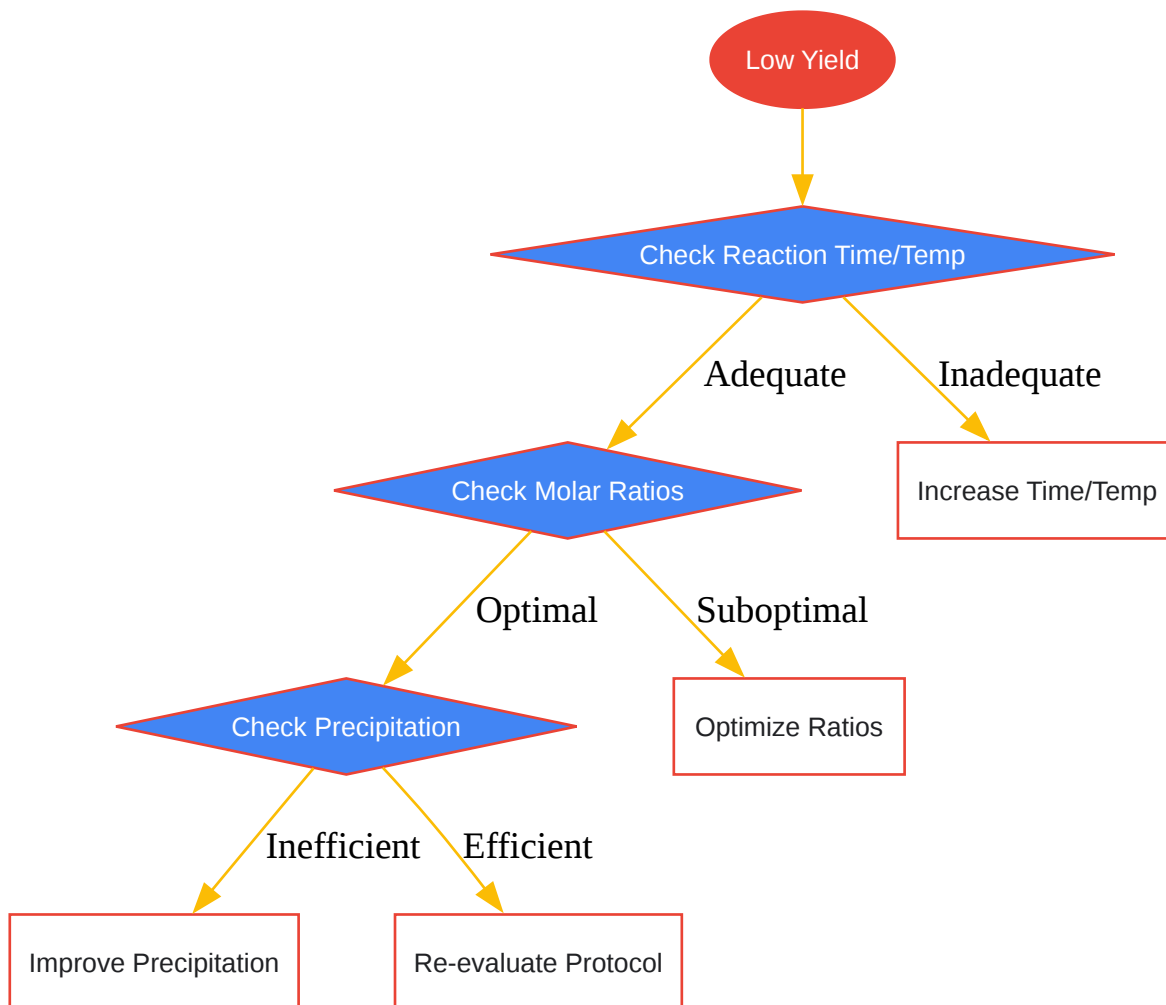 Low Yield
Check Reaction Time/Temp
Adequate
Inadequate
Check Molar Ratios
Increase Time/Temp
Optimal
Suboptimal
Check Precipitation
Optimize Ratios
Inefficient
Efficient
Improve Precipitation
Re-evaluate Protocol